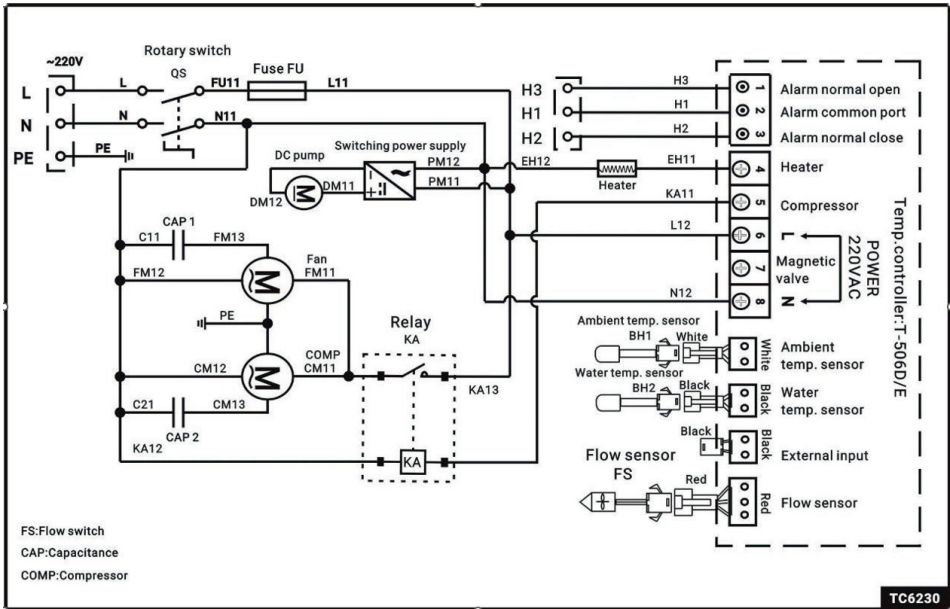 ~220V
L
N
PE
L
N
PE
Rotary switch
QS
FU11
Fuse FU
L11
N11
DC pump
Switching power supply
PM12
PM11
DM11
DM12
M
CAP 1
C11
FM13
FM12
Fan
FM11
M
PE
COMP
CM11
CM12
M
C21
CM13
CAP 2
KA12
Relay
KA
KA
KA13
H3
H1
H2
H3
H1
H2
EH12
Heater
EH11
KA11
L12
N12
1
2
3
4
5
6
7
8
Alarm normal open
Alarm common port
Alarm normal close
Heater
Compressor
L
Magnetic
valve
N
POWER
220VAC
Temp.controller:T-506D/E
Ambient temp. sensor
BH1
White
White
Ambient
temp. sensor
Water temp. sensor
BH2
Black
Black
Water
temp. sensor
Black
Black
External input
Flow sensor
FS
Red
Red
Flow sensor
FS:Flow switch
CAP:Capacitance
COMP:Compressor
TC6230